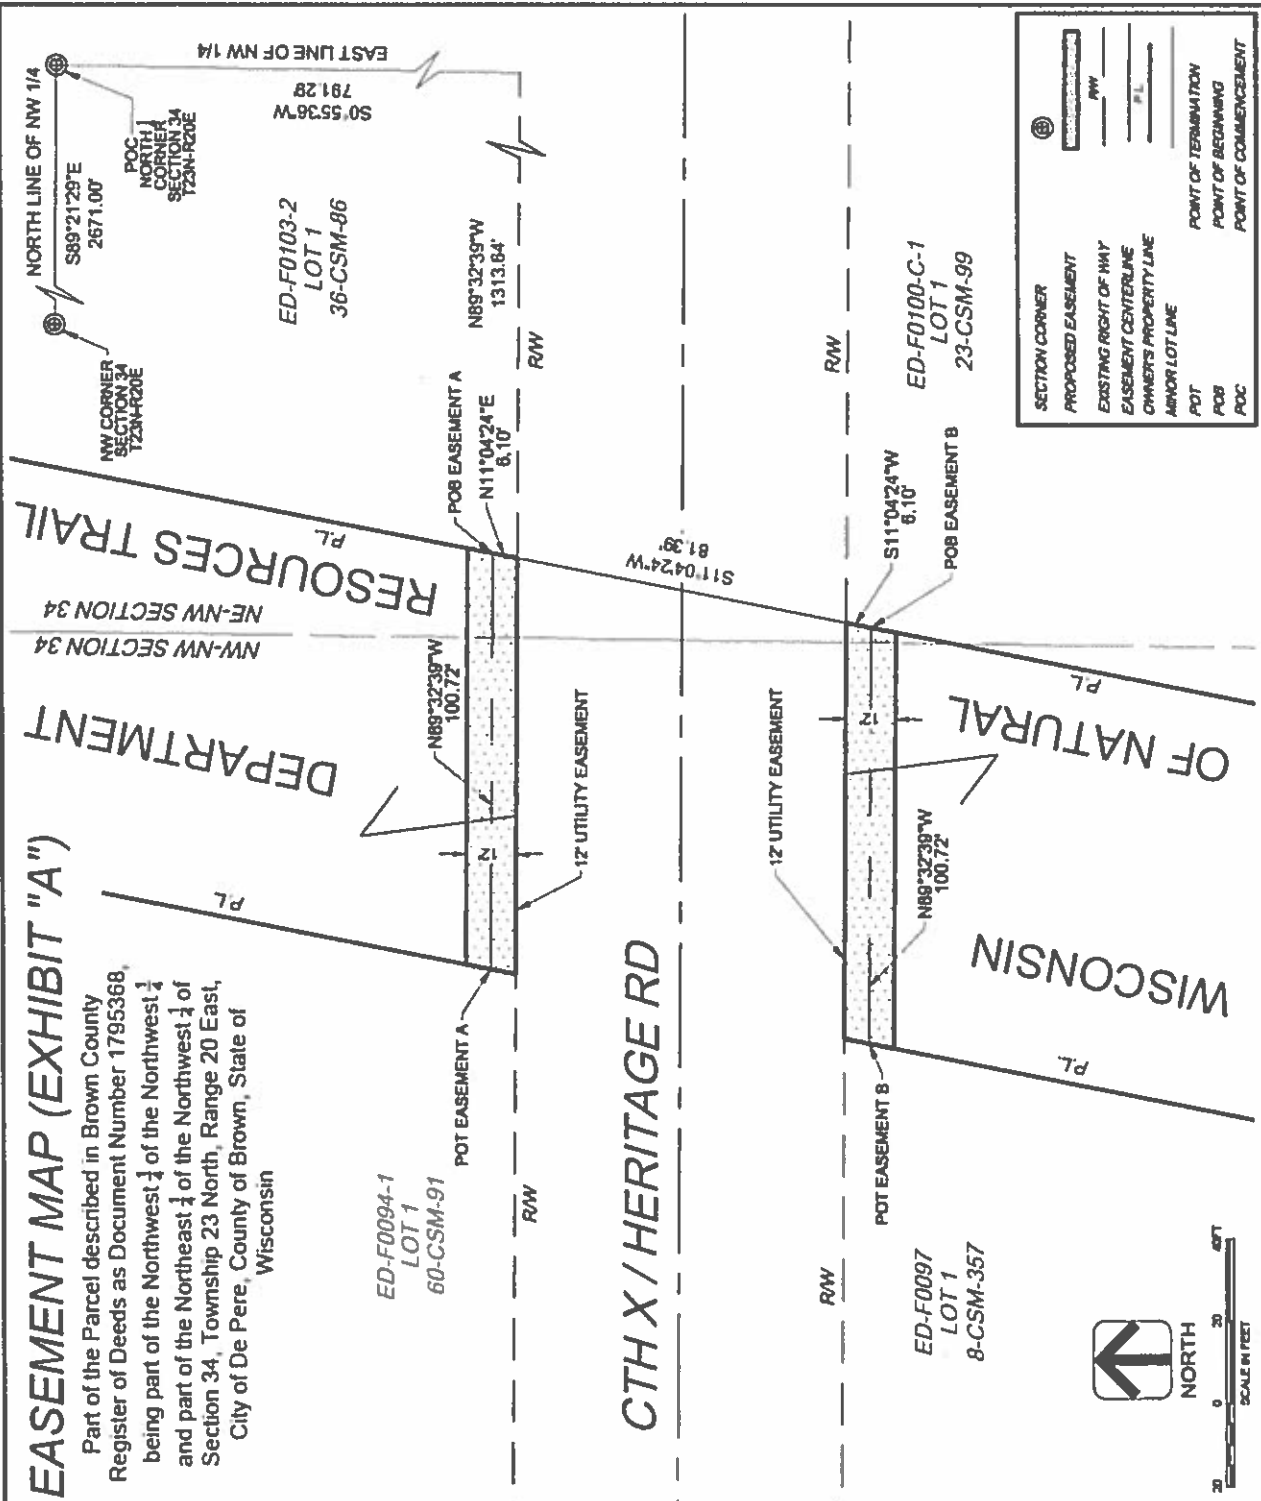 EASEMENT MAP (EXHIBIT "A")
Part of the Parcel described in Brown County
Register of Deeds as Document Number 1795368,
being part of the Northwest ¼ of the Northwest ¼
and part of the Northeast ¼ of the Northwest ¼ of
Section 34, Township 23 North, Range 20 East,
City of De Pere, County of Brown, State of
Wisconsin
NORTH LINE OF NW 1/4
S89°21'29"E
2671.00'
NW CORNER
SECTION 34
T23N-R20E
POC
NORTH ¼
CORNER
SECTION 34
T23N-R20E
EAST LINE OF NW 1/4
S0°55'36"W
791.29'
ED-F0103-2
LOT 1
36-CSM-86
N89°32'39"W
1313.64'
R/W
DEPARTMENT
RESOURCES TRAIL
NW-NW SECTION 34
NE-NW SECTION 34
P.L.
P.L.
POB EASEMENT A
N11°04'24"E
6.10'
N89°32'39"W
100.72'
12'
12' UTILITY EASEMENT
POT EASEMENT A
ED-F0094-1
LOT 1
60-CSM-91
R/W
CTH X / HERITAGE RD
S11°04'24"W
81.39'
R/W
R/W
12' UTILITY EASEMENT
12'
S11°04'24"W
6.10'
POB EASEMENT B
N89°32'39"W
100.72'
POT EASEMENT B
ED-F0100-C-1
LOT 1
23-CSM-99
ED-F0097
LOT 1
8-CSM-357
WISCONSIN
OF NATURAL
P.L.
P.L.
NORTH
20 0 20 40FT
SCALE IN FEET
SECTION CORNER
PROPOSED EASEMENT
EXISTING RIGHT OF WAY R/W
EASEMENT CENTERLINE
OWNER'S PROPERTY LINE P.L.
MINOR LOT LINE
POT POINT OF TERMINATION
POB POINT OF BEGINNING
POC POINT OF COMMENCEMENT